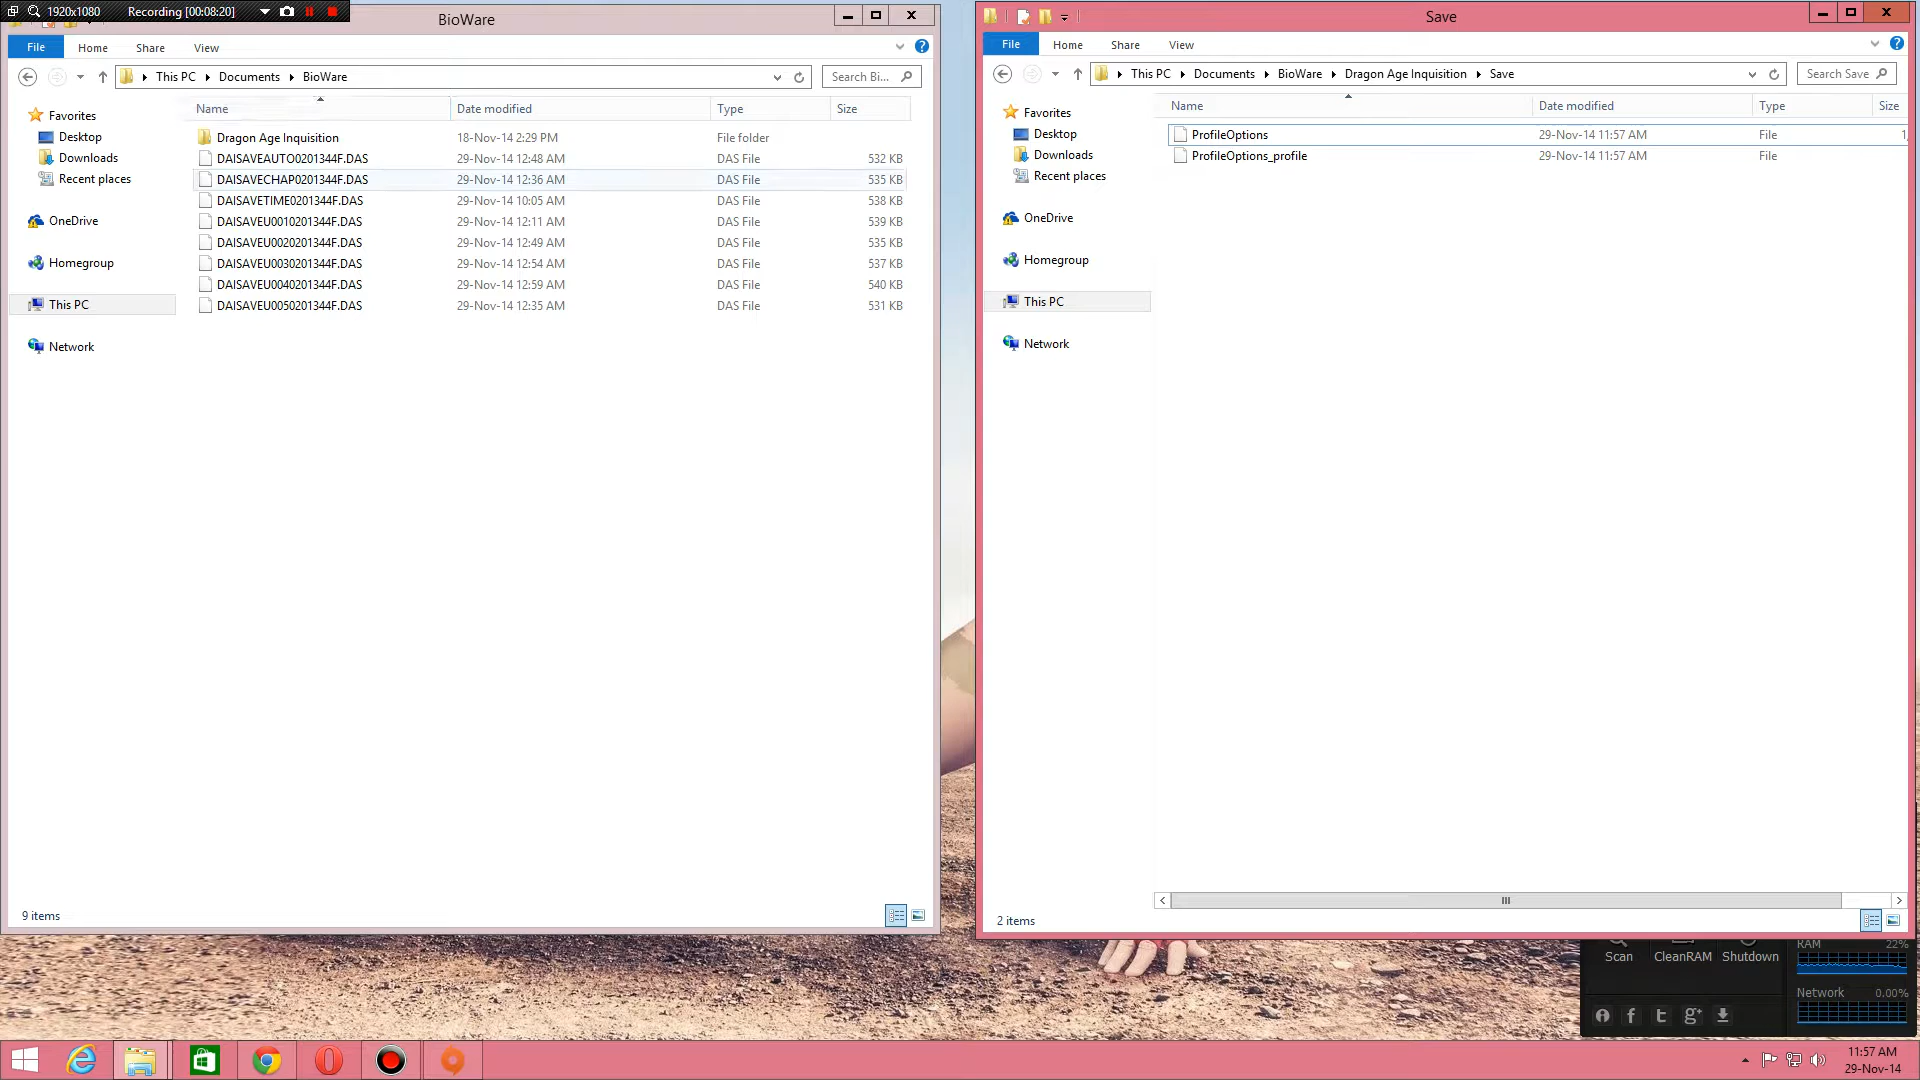 1920x1080 Recording [00:08:20]
BioWare
File Home Share View
This PC Documents BioWare
Search Bi...
Name Date modified Type Size
Favorites
Desktop
Downloads
Recent places
OneDrive
Homegroup
This PC
Network
Dragon Age Inquisition 18-Nov-14 2:29 PM File folder
DAISAVEAUTO0201344F.DAS 29-Nov-14 12:48 AM DAS File 532 KB
DAISAVECHAP0201344F.DAS 29-Nov-14 12:36 AM DAS File 535 KB
DAISAVETIME0201344F.DAS 29-Nov-14 10:05 AM DAS File 538 KB
DAISAVEU0010201344F.DAS 29-Nov-14 12:11 AM DAS File 539 KB
DAISAVEU0020201344F.DAS 29-Nov-14 12:49 AM DAS File 535 KB
DAISAVEU0030201344F.DAS 29-Nov-14 12:54 AM DAS File 537 KB
DAISAVEU0040201344F.DAS 29-Nov-14 12:59 AM DAS File 540 KB
DAISAVEU0050201344F.DAS 29-Nov-14 12:35 AM DAS File 531 KB
9 items
Save
File Home Share View
This PC Documents BioWare Dragon Age Inquisition Save
Search Save
Name Date modified Type Size
Favorites
Desktop
Downloads
Recent places
OneDrive
Homegroup
This PC
Network
ProfileOptions 29-Nov-14 11:57 AM File
ProfileOptions_profile 29-Nov-14 11:57 AM File
2 items
RAM 22%
Scan CleanRAM Shutdown
Network 0.00%
11:57 AM
29-Nov-14